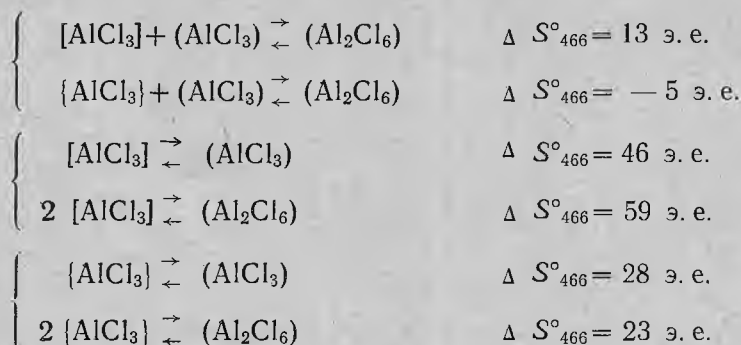 [AlCl₃] + (AlCl₃) ⇄ (Al₂Cl₆) Δ S°₄₆₆ = 13 э. е.
{AlCl₃} + (AlCl₃) ⇄ (Al₂Cl₆) Δ S°₄₆₆ = — 5 э. е.
[AlCl₃] ⇄ (AlCl₃) Δ S°₄₆₆ = 46 э. е.
2 [AlCl₃] ⇄ (Al₂Cl₆) Δ S°₄₆₆ = 59 э. е.
{AlCl₃} ⇄ (AlCl₃) Δ S°₄₆₆ = 28 э. е.
2 {AlCl₃} ⇄ (Al₂Cl₆) Δ S°₄₆₆ = 23 э. е.